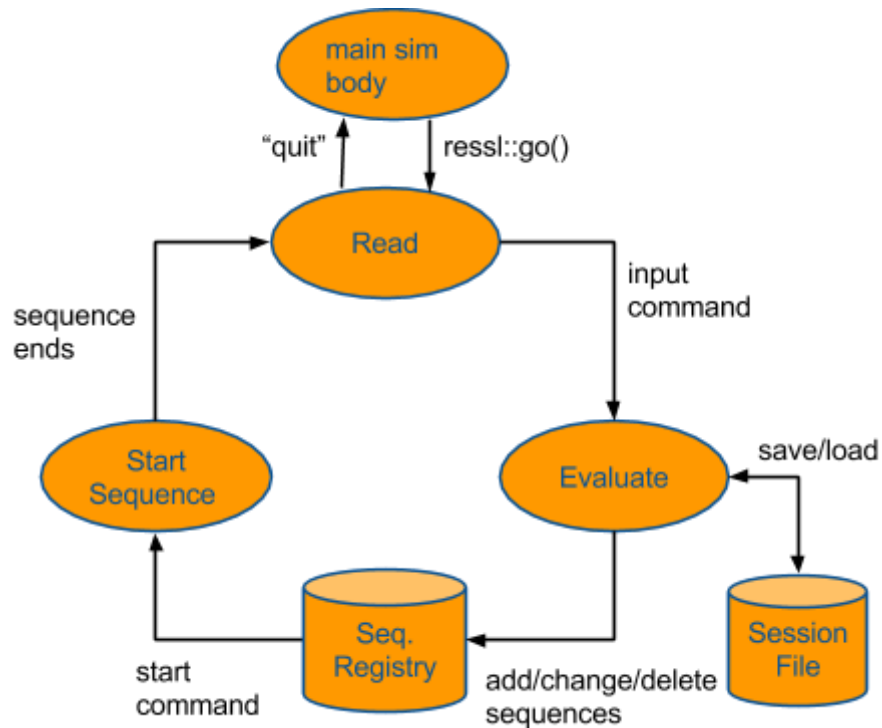 main sim
body
“quit”
ressl::go()
Read
input
command
sequence
ends
Start
Sequence
Evaluate
save/load
Seq.
Registry
Session
File
start
command
add/change/delete
sequences